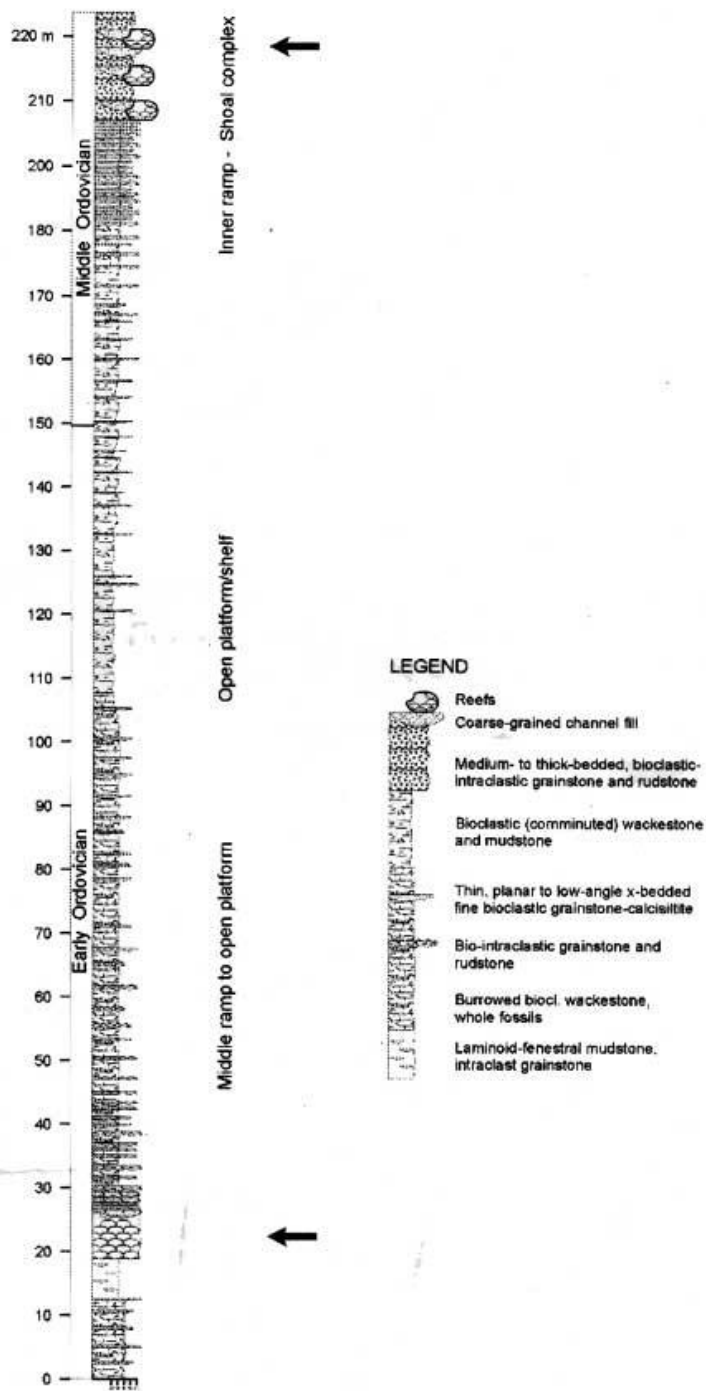 220 m
210
200
190
180
170
160
150
140
130
120
110
100
90
80
70
60
50
40
30
20
10
0
Middle Ordovician
Early Ordovician
Inner ramp - Shoal complex
Open platform/shelf
Middle ramp to open platform
LEGEND
Reefs
Coarse-grained channel fill
Medium- to thick-bedded, bioclastic-
intraclastic grainstone and rudstone
Bioclastic (comminuted) wackestone
and mudstone
Thin, planar to low-angle x-bedded
fine bioclastic grainstone-calcisiltite
Bio-intraclastic grainstone and
rudstone
Burrowed biocl. wackestone,
whole fossils
Laminoid-fenestral mudstone,
intraclast grainstone